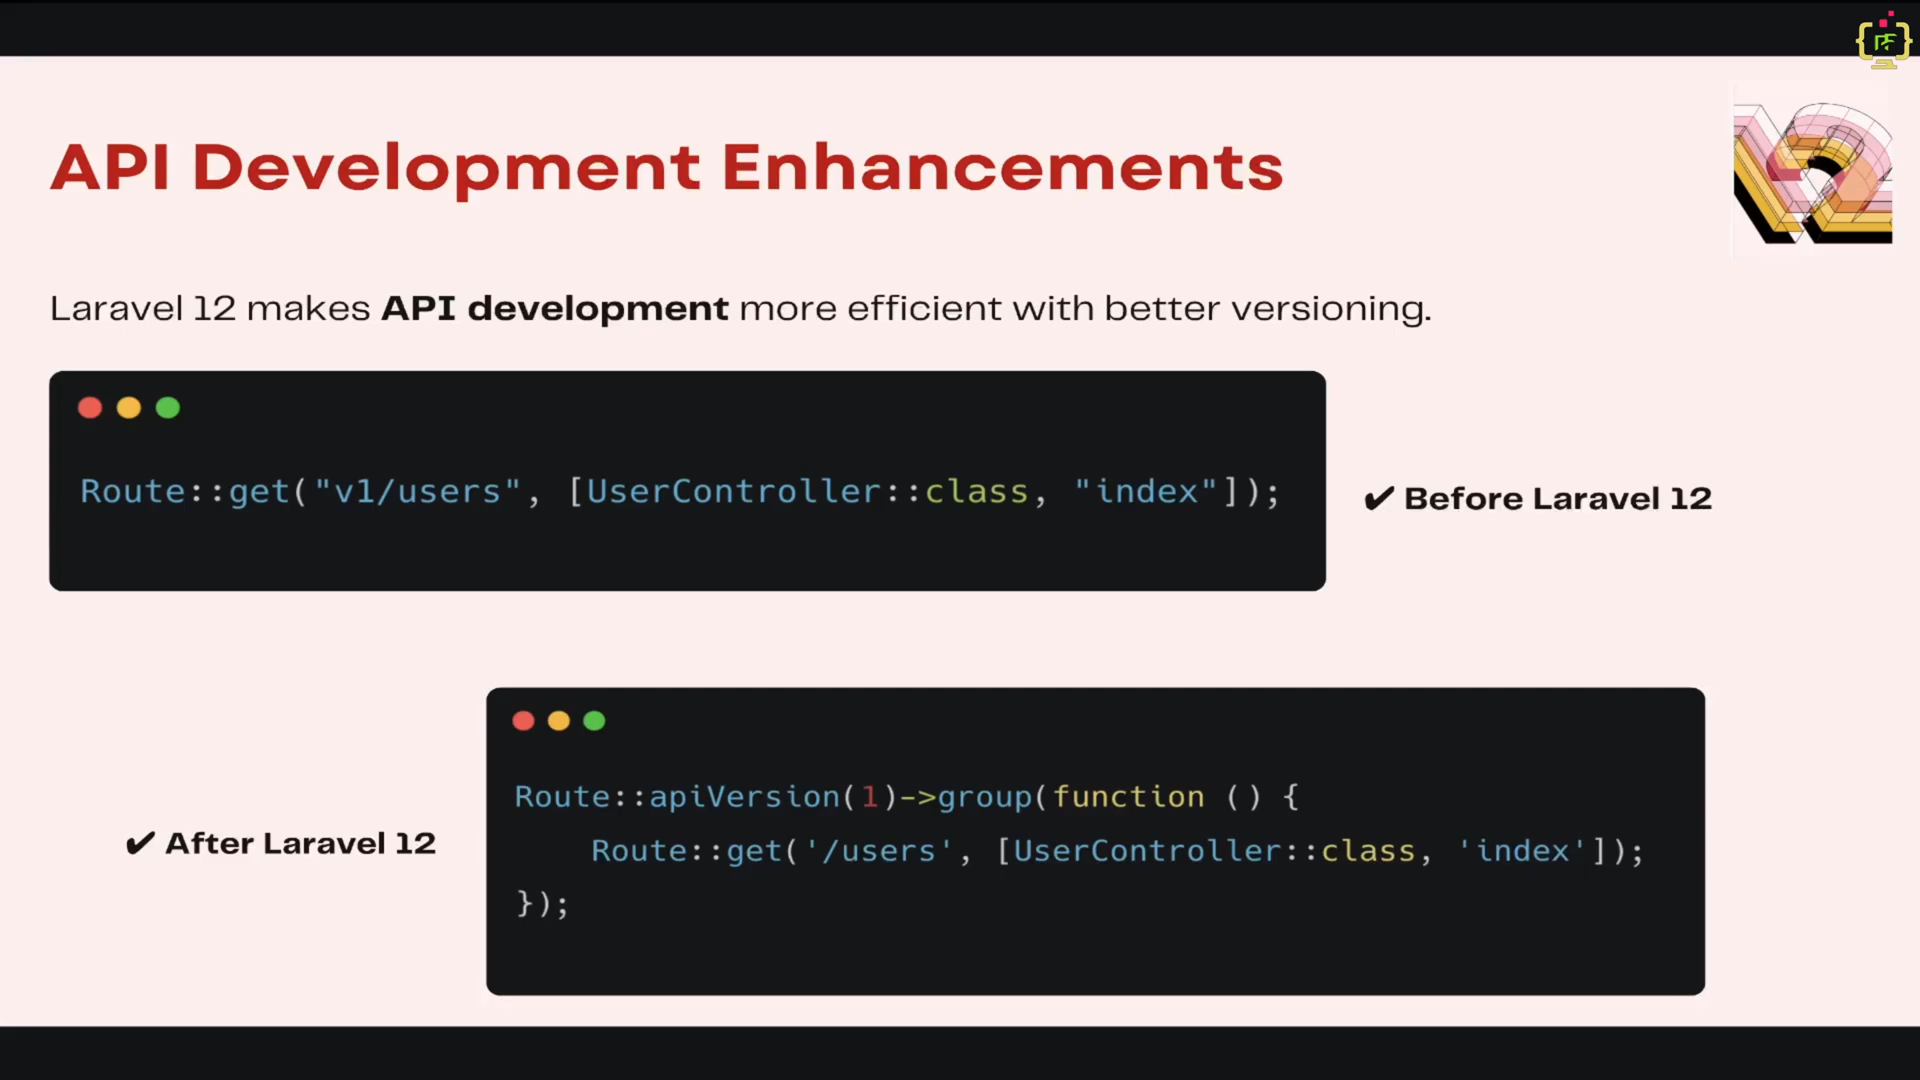 API Development Enhancements
Laravel 12 makes API development more efficient with better versioning.
Route::get("v1/users", [UserController::class, "index"]);
✔ Before Laravel 12
✔ After Laravel 12
Route::apiVersion(1)->group(function () {
    Route::get('/users', [UserController::class, 'index']);
});